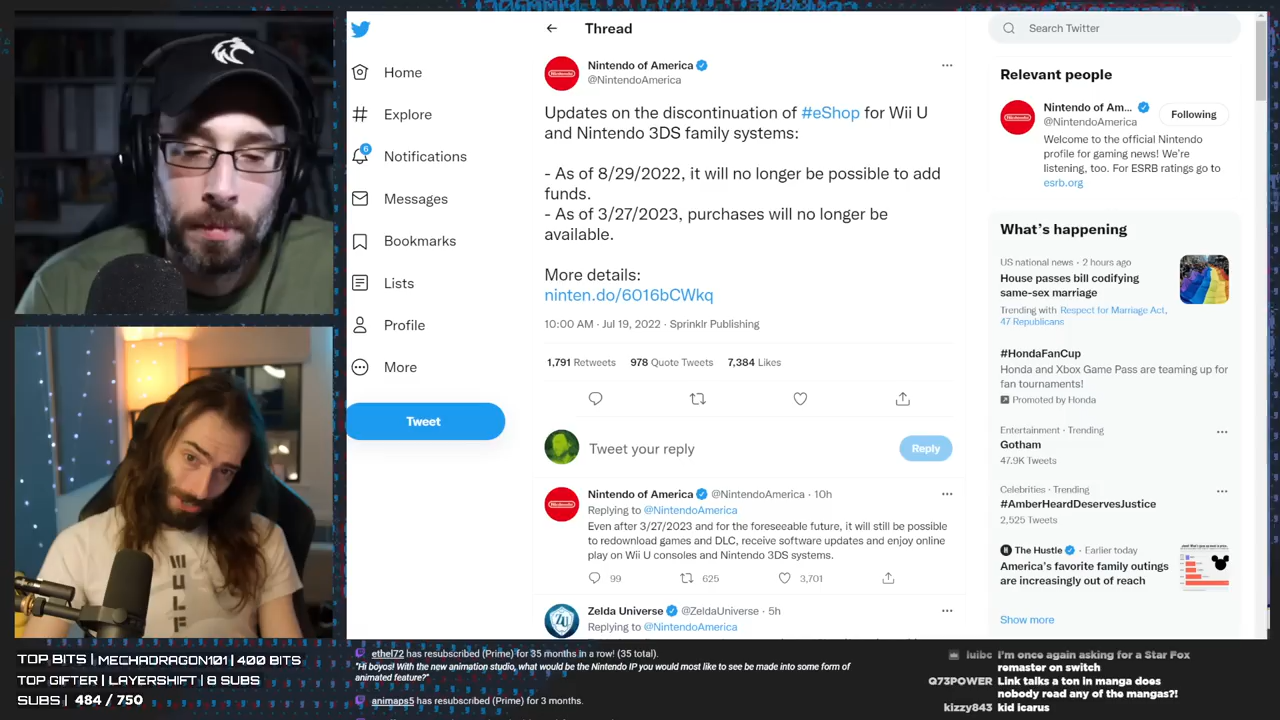 Home
Explore
6
Notifications
Messages
Bookmarks
Lists
Profile
More
Tweet
Thread
Nintendo
Nintendo of America
@NintendoAmerica
Updates on the discontinuation of #eShop for Wii U
and Nintendo 3DS family systems:
- As of 8/29/2022, it will no longer be possible to add
funds.
- As of 3/27/2023, purchases will no longer be
available.
More details:
ninten.do/6016bCWkq
10:00 AM · Jul 19, 2022 · Sprinklr Publishing
1,791 Retweets 978 Quote Tweets 7,384 Likes
Tweet your reply
Reply
Nintendo
Nintendo of America @NintendoAmerica · 10h
Replying to @NintendoAmerica
Even after 3/27/2023 and for the foreseeable future, it will still be possible
to redownload games and DLC, receive software updates and enjoy online
play on Wii U consoles and Nintendo 3DS systems.
99 625 3,701
ZU
Zelda Universe @ZeldaUniverse · 5h
Replying to @NintendoAmerica
Search Twitter
Relevant people
Nintendo
Nintendo of Am...
@NintendoAmerica
Following
Welcome to the official Nintendo
profile for gaming news! We're
listening, too. For ESRB ratings go to
esrb.org
What's happening
US national news · 2 hours ago
House passes bill codifying
same-sex marriage
Trending with Respect for Marriage Act,
47 Republicans
#HondaFanCup
Honda and Xbox Game Pass are teaming up for
fan tournaments!
Promoted by Honda
Entertainment · Trending
Gotham
47.9K Tweets
Celebrities · Trending
#AmberHeardDeservesJustice
2,525 Tweets
The Hustle · Earlier today
America's favorite family outings
are increasingly out of reach
Show more
TOP BITS | MECHADRAGON101 | 400 BITS
TOP GIFTER | LAYERSHIFT | 8 SUBS
SUBS | 484 / 750
ethel72 has resubscribed (Prime) for 35 months in a row! (35 total).
"Hi boyos! With the new animation studio, what would be the Nintendo IP you would most like to see be made into some form of
animated feature?"
animaps5 has resubscribed (Prime) for 3 months.
luibc I'm once again asking for a Star Fox
remaster on switch
Q73POWER Link talks a ton in manga does
nobody read any of the mangas?!
kizzy843 kid icarus